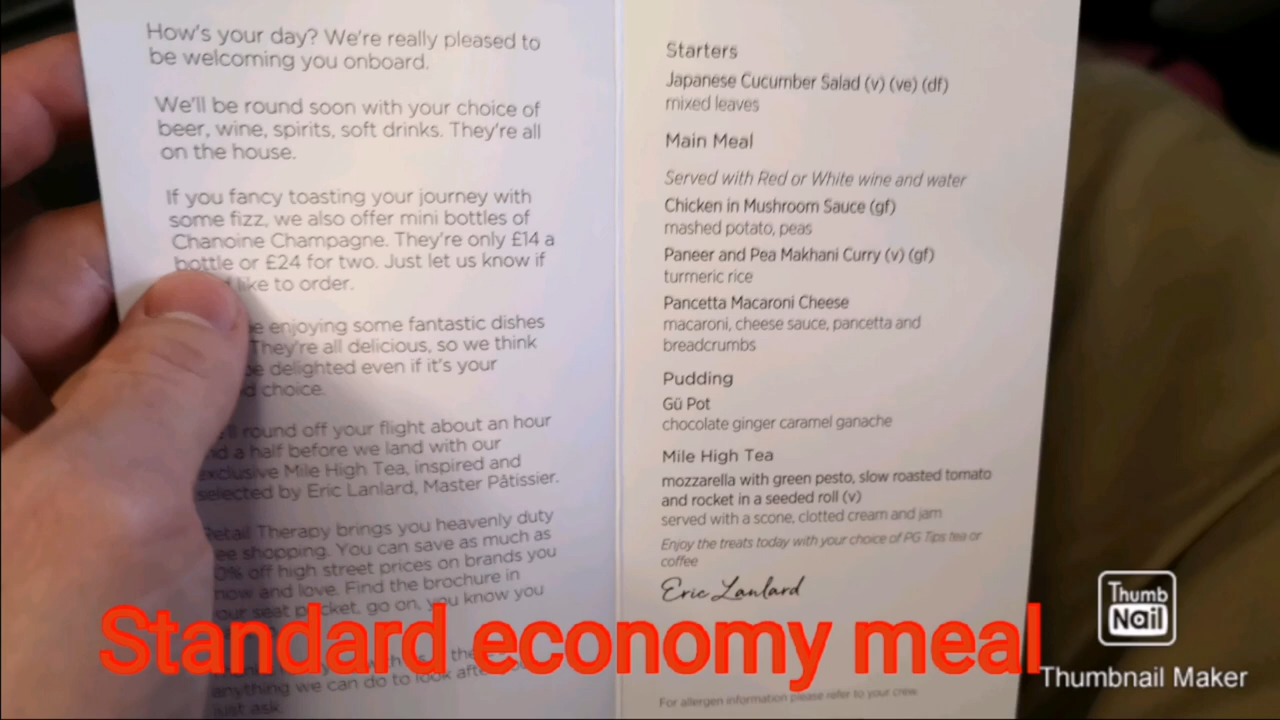 How's your day? We're really pleased to
be welcoming you onboard.
We'll be round soon with your choice of
beer, wine, spirits, soft drinks. They're all
on the house.
If you fancy toasting your journey with
some fizz, we also offer mini bottles of
Chanoine Champagne. They're only £14 a
bottle or £24 for two. Just let us know if
like to order.
enjoying some fantastic dishes
They're all delicious, so we think
be delighted even if it's your
choice.
round off your flight about an hour
and a half before we land with our
exclusive Mile High Tea, inspired and
selected by Eric Lanlard, Master Pâtissier.
Retail Therapy brings you heavenly duty
free shopping. You can save as much as
off high street prices on brands you
know and love. Find the brochure in
your seat pocket, go on, you know you
anything we can do to look after
just ask.
Starters
Japanese Cucumber Salad (v) (ve) (df)
mixed leaves
Main Meal
Served with Red or White wine and water
Chicken in Mushroom Sauce (gf)
mashed potato, peas
Paneer and Pea Makhani Curry (v) (gf)
turmeric rice
Pancetta Macaroni Cheese
macaroni, cheese sauce, pancetta and
breadcrumbs
Pudding
Gü Pot
chocolate ginger caramel ganache
Mile High Tea
mozzarella with green pesto, slow roasted tomato
and rocket in a seeded roll (v)
served with a scone, clotted cream and jam
Enjoy the treats today with your choice of PG Tips tea or
coffee
Eric Lanlard
For allergen information please refer to your crew
Standard economy meal
Thumb
Nail
Thumbnail Maker